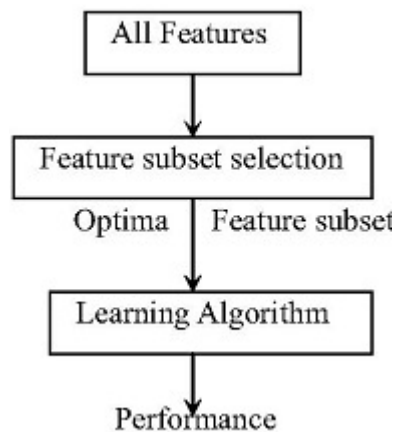 All Features
Feature subset selection
Optima Feature subset
Learning Algorithm
Performance